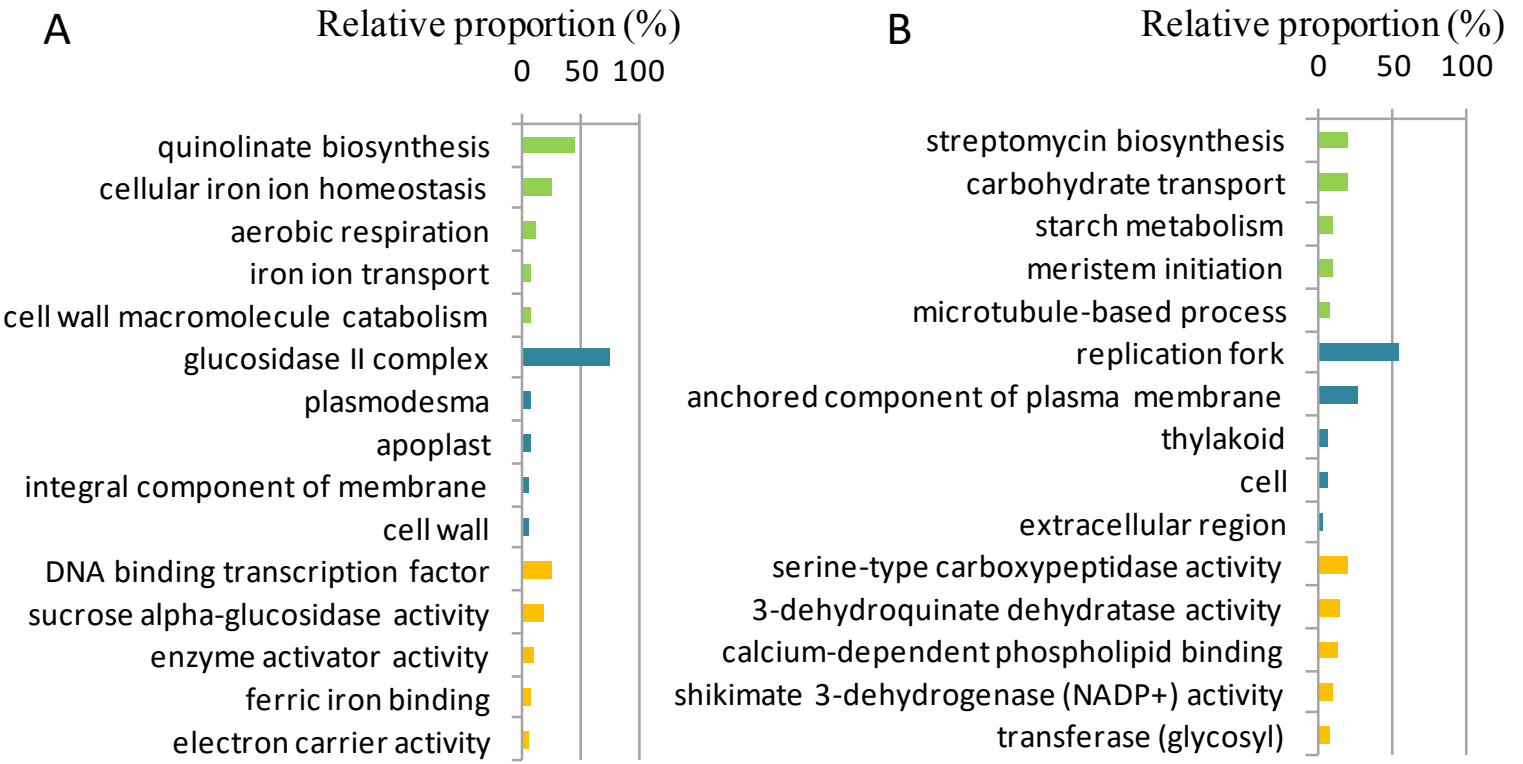 A
Relative proportion (%)
0 50 100
quinolinate biosynthesis
cellular iron ion homeostasis
aerobic respiration
iron ion transport
cell wall macromolecule catabolism
glucosidase II complex
plasmodesma
apoplast
integral component of membrane
cell wall
DNA binding transcription factor
sucrose alpha-glucosidase activity
enzyme activator activity
ferric iron binding
electron carrier activity
B
Relative proportion (%)
0 50 100
streptomycin biosynthesis
carbohydrate transport
starch metabolism
meristem initiation
microtubule-based process
replication fork
anchored component of plasma membrane
thylakoid
cell
extracellular region
serine-type carboxypeptidase activity
3-dehydroquinate dehydratase activity
calcium-dependent phospholipid binding
shikimate 3-dehydrogenase (NADP+) activity
transferase (glycosyl)